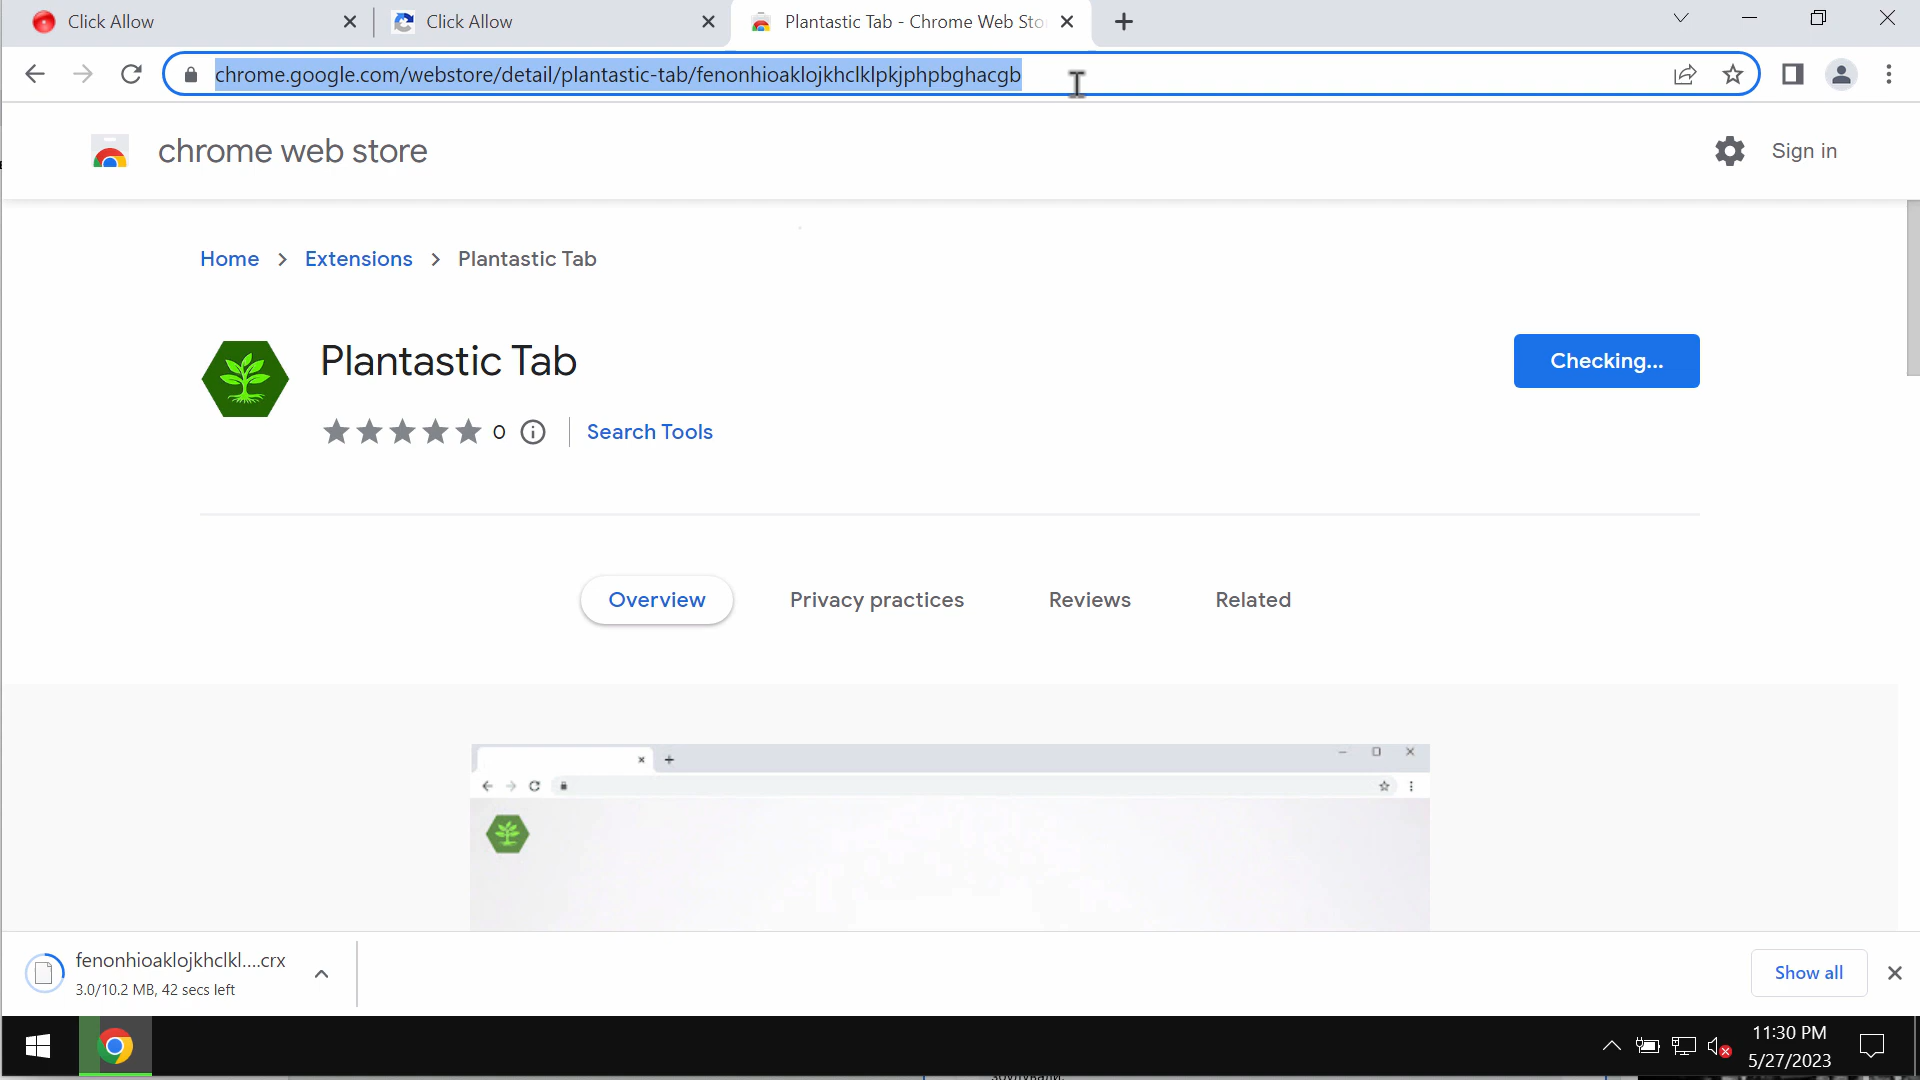 Click Allow
Click Allow
Plantastic Tab - Chrome Web Sto
chrome.google.com/webstore/detail/plantastic-tab/fenonhioaklojkhclklpkjphpbghacgb
chrome web store
Sign in
Home > Extensions > Plantastic Tab
Plantastic Tab
Checking...
0
Search Tools
Overview
Privacy practices
Reviews
Related
fenonhioaklojkhclkl....crx
3.0/10.2 MB, 42 secs left
Show all
11:30 PM
5/27/2023